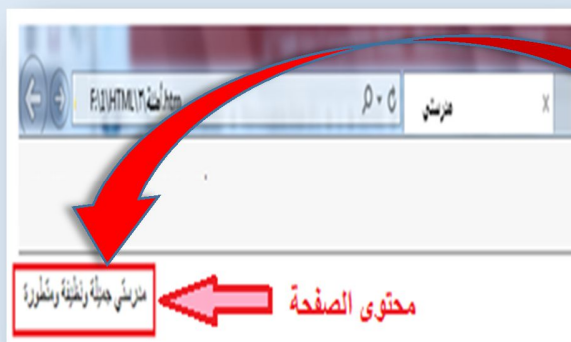 مدرستي
محتوى الصفحة
مدرستي جميلة ونظيفة ومتطورة